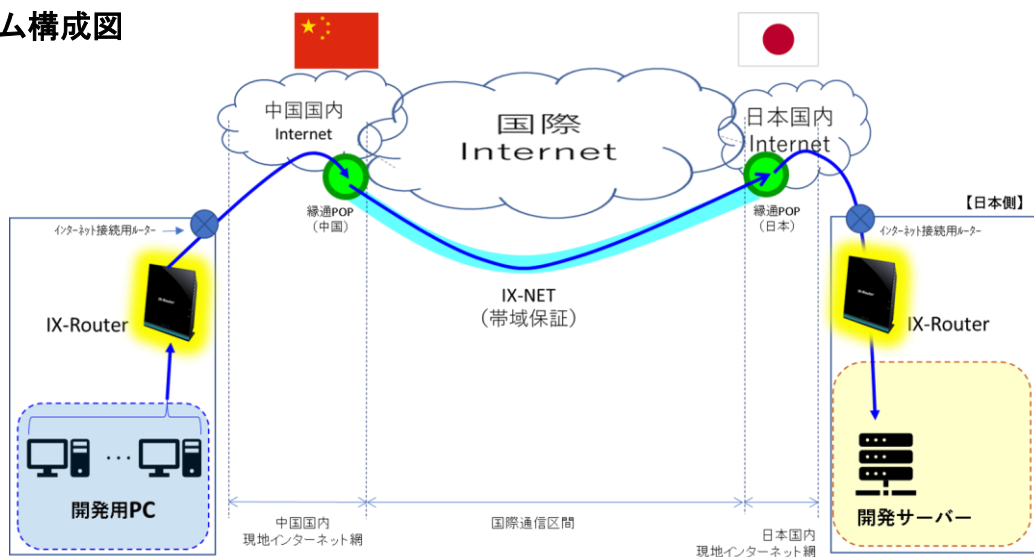 ム構成図
中国国内
Internet
国際
Internet
日本国内
Internet
縁通POP
(中国)
縁通POP
(日本)
【日本側】
インターネット接続用ルーター
インターネット接続用ルーター
IX-Router
IX-NET
(帯域保証)
IX-Router
・・・
開発用PC
開発サーバー
中国国内
現地インターネット網
国際通信区間
日本国内
現地インターネット網